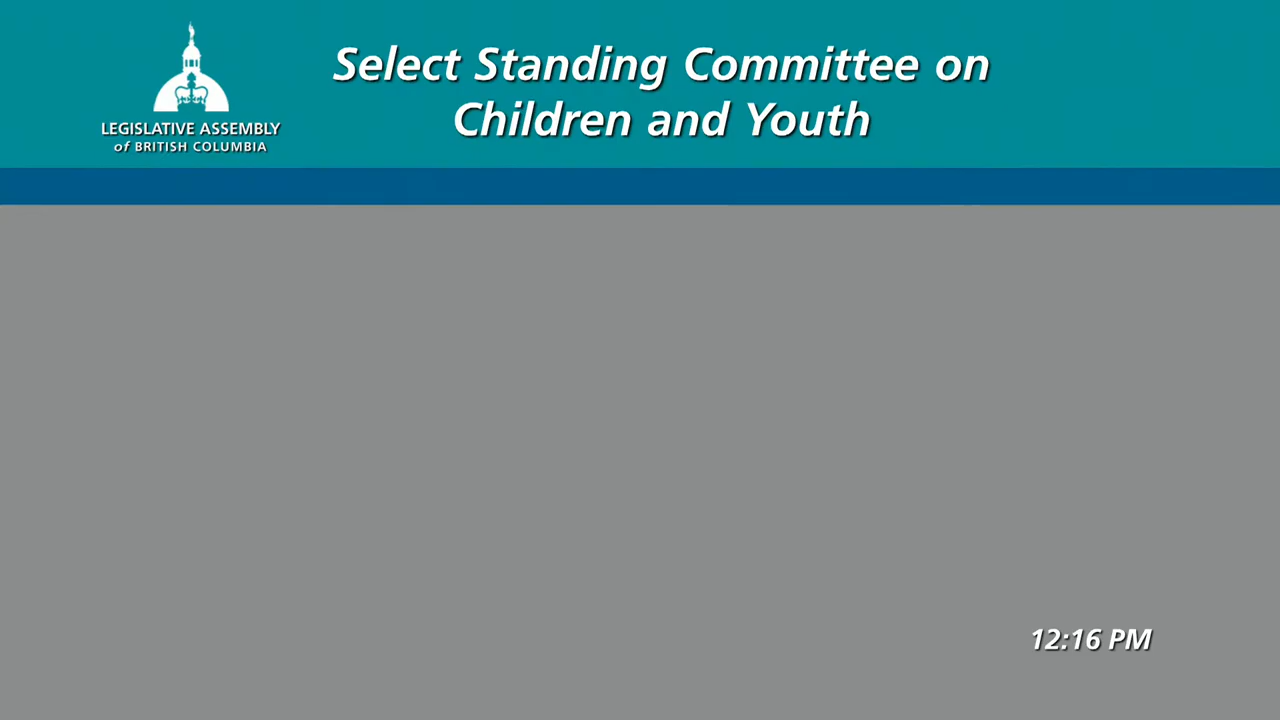 Select Standing Committee on
Children and Youth
LEGISLATIVE ASSEMBLY
of BRITISH COLUMBIA
12:16 PM